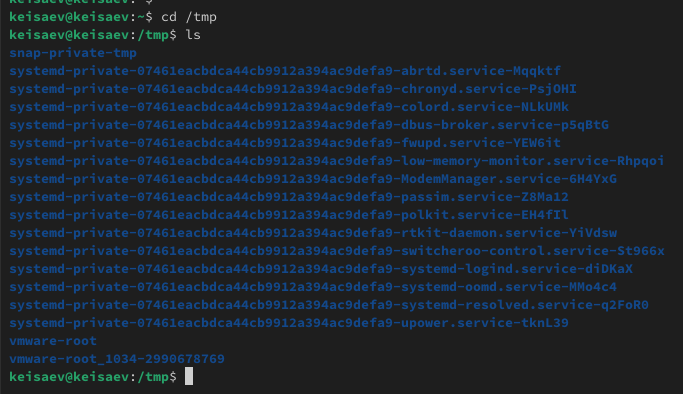 keisaev@keisaev:~$ cd /tmp
keisaev@keisaev:/tmp$ ls
snap-private-tmp
systemd-private-07461eacbdca44cb9912a394ac9defa9-abrtd.service-Mqqktf
systemd-private-07461eacbdca44cb9912a394ac9defa9-chronyd.service-PsjOHI
systemd-private-07461eacbdca44cb9912a394ac9defa9-colord.service-NLkUMk
systemd-private-07461eacbdca44cb9912a394ac9defa9-dbus-broker.service-p5qBtG
systemd-private-07461eacbdca44cb9912a394ac9defa9-fwupd.service-YEW6it
systemd-private-07461eacbdca44cb9912a394ac9defa9-low-memory-monitor.service-Rhpqoi
systemd-private-07461eacbdca44cb9912a394ac9defa9-ModemManager.service-6H4YxG
systemd-private-07461eacbdca44cb9912a394ac9defa9-passim.service-Z8Ma12
systemd-private-07461eacbdca44cb9912a394ac9defa9-polkit.service-EH4fIl
systemd-private-07461eacbdca44cb9912a394ac9defa9-rtkit-daemon.service-YiVdsw
systemd-private-07461eacbdca44cb9912a394ac9defa9-switcheroo-control.service-St966x
systemd-private-07461eacbdca44cb9912a394ac9defa9-systemd-logind.service-diDKaX
systemd-private-07461eacbdca44cb9912a394ac9defa9-systemd-oomd.service-MMo4c4
systemd-private-07461eacbdca44cb9912a394ac9defa9-systemd-resolved.service-q2FoR0
systemd-private-07461eacbdca44cb9912a394ac9defa9-upower.service-tknL39
vmware-root
vmware-root_1034-2990678769
keisaev@keisaev:/tmp$